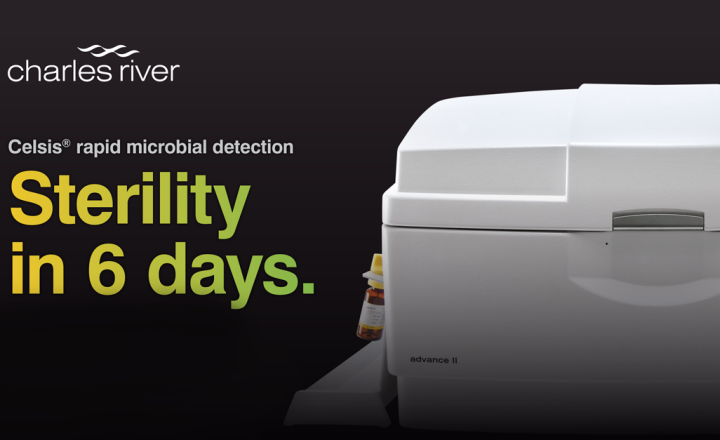 charles river
Celsis® rapid microbial detection
Sterility
in 6 days.
advance II